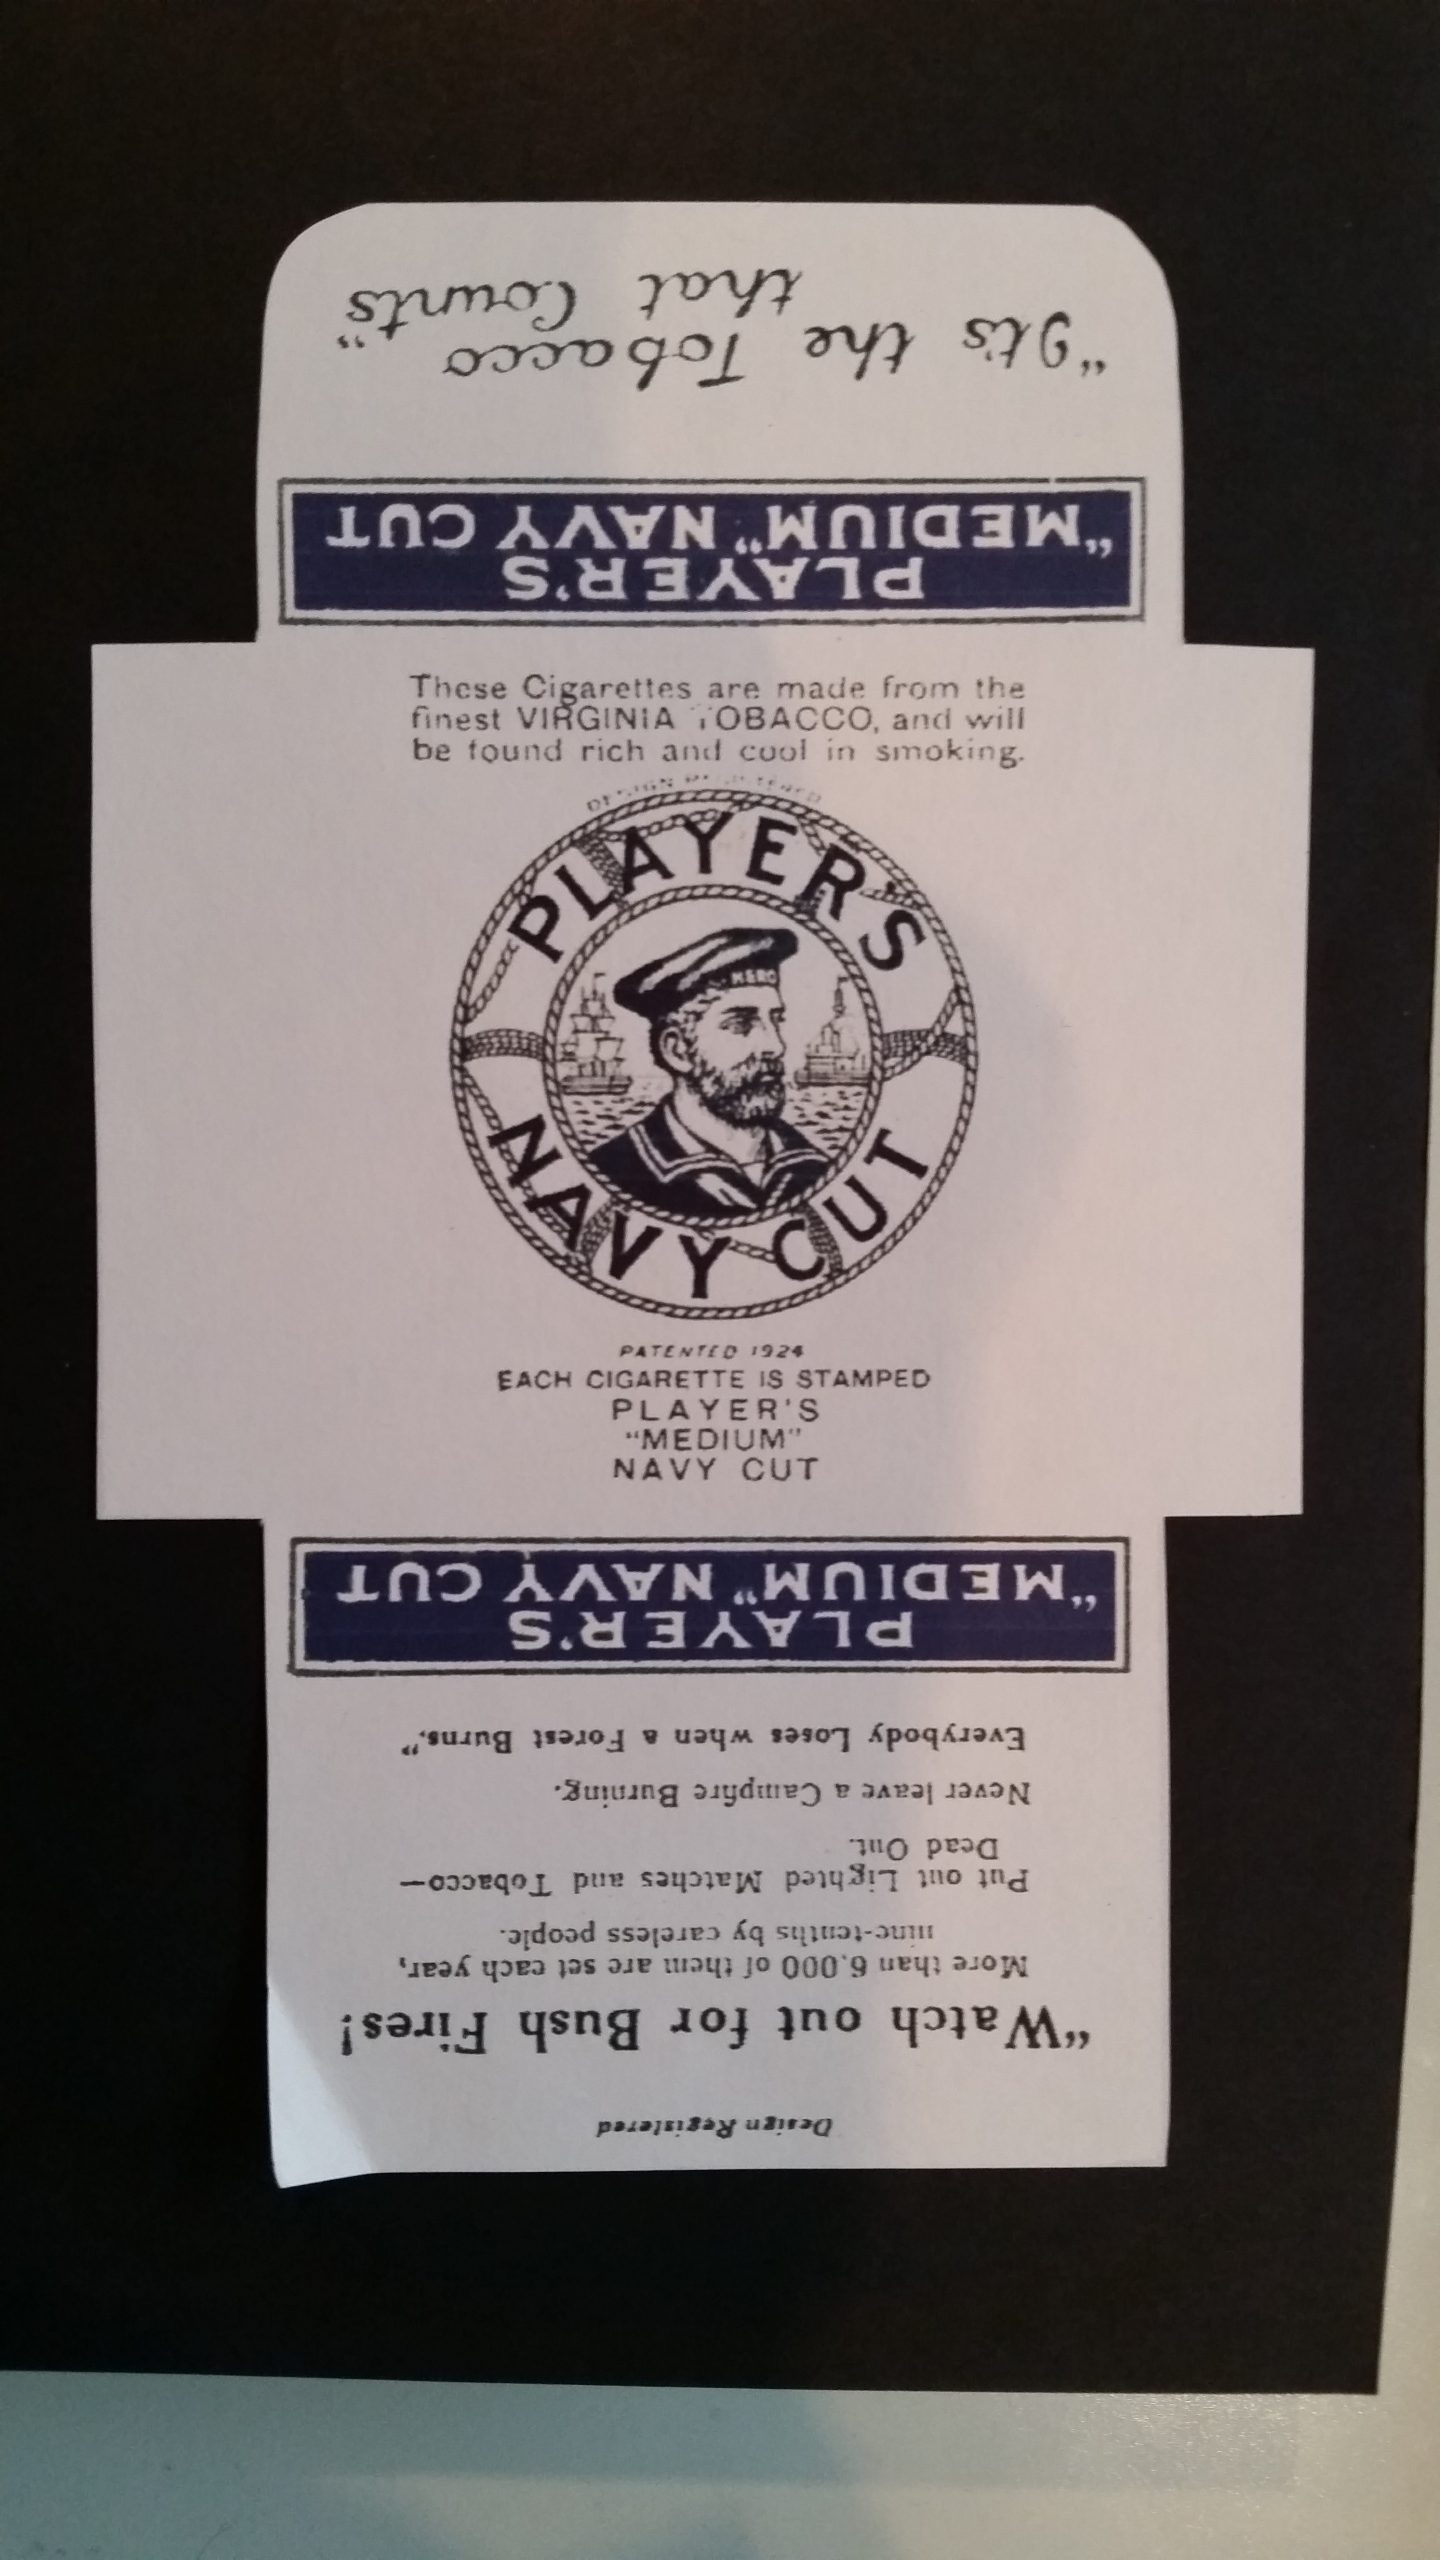 "It's the Tobacco
that Counts"
PLAYER'S
"MEDIUM" NAVY CUT
These Cigarettes are made from the
finest VIRGINIA TOBACCO, and will
be found rich and cool in smoking.
DESIGN REGISTERED
PLAYER'S
HERO
NAVY CUT
PATENTED 1924
EACH CIGARETTE IS STAMPED
PLAYER'S
"MEDIUM"
NAVY CUT
PLAYER'S
"MEDIUM" NAVY CUT
Design Registered
"Watch out for Bush Fires!
More than 6,000 of them are set each year,
nine-tenths by careless people.
Put out Lighted Matches and Tobacco—
Dead Out.
Never leave a Campfire Burning.
Everybody Loses when a Forest Burns."